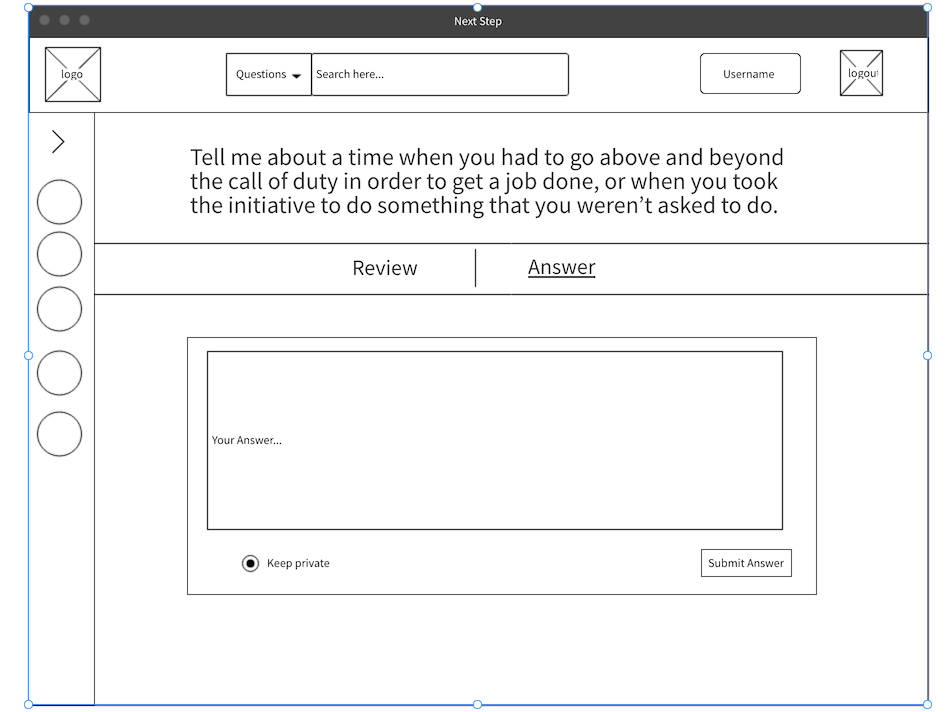 Next Step
logo
Questions
Search here...
Username
logout
Tell me about a time when you had to go above and beyond
the call of duty in order to get a job done, or when you took
the initiative to do something that you weren't asked to do.
Review
Answer
Your Answer...
Keep private
Submit Answer